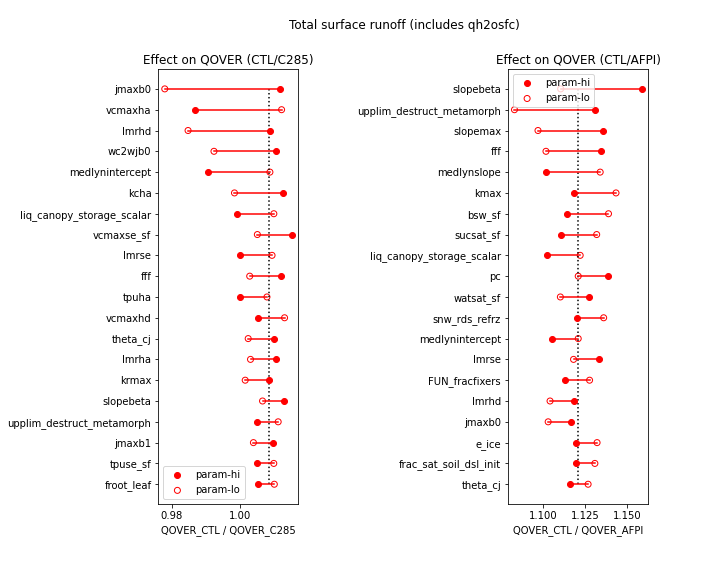 Total surface runoff (includes qh2osfc)
Effect on QOVER (CTL/C285)
jmaxb0
vcmaxha
lmrhd
wc2wjb0
medlynintercept
kcha
liq_canopy_storage_scalar
vcmaxse_sf
lmrse
fff
tpuha
vcmaxhd
theta_cj
lmrha
krmax
slopebeta
upplim_destruct_metamorph
jmaxb1
tpuse_sf
froot_leaf
param-hi
param-lo
0.98 1.00
QOVER_CTL / QOVER_C285
Effect on QOVER (CTL/AFPI)
param-hi
param-lo
slopebeta
upplim_destruct_metamorph
slopemax
fff
medlynslope
kmax
bsw_sf
sucsat_sf
liq_canopy_storage_scalar
pc
watsat_sf
snw_rds_refrz
medlynintercept
lmrse
FUN_fracfixers
lmrhd
jmaxb0
e_ice
frac_sat_soil_dsl_init
theta_cj
1.100 1.125 1.150
QOVER_CTL / QOVER_AFPI